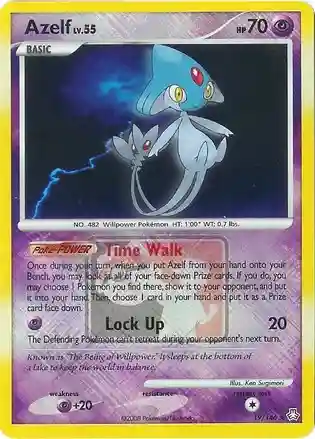 Azelf LV.55
HP 70
BASIC
NO. 482 Willpower Pokémon HT: 1'00" WT: 0.7 lbs.
Poké-POWER Time Walk
Once during your turn, when you put Azelf from your hand onto your
Bench, you may look at all of your face-down Prize cards. If you do, you
may choose 1 Pokémon you find there, show it to your opponent, and put
it into your hand. Then, choose 1 card in your hand and put it as a Prize
card face down.
Lock Up 20
The Defending Pokémon can't retreat during your opponent's next turn.
Known as "The Being of Willpower." It sleeps at the bottom of
a lake to keep the world in balance.
Illus. Ken Sugimori
weakness resistance retreat cost
+20
©2008 Pokémon/Nintendo
19/146